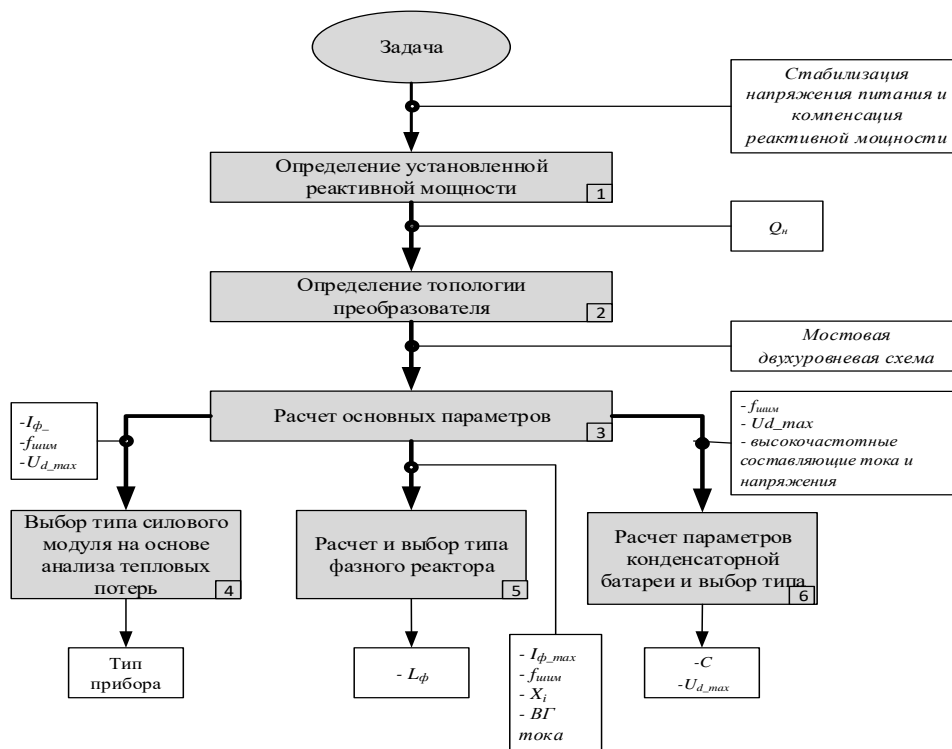 Задача
Стабилизация
напряжения питания и
компенсация
реактивной мощности
Определение установленной
реактивной мощности
1
Qн
Определение топологии
преобразователя
2
Мостовая
двухуровневая схема
Расчет основных параметров
3
-Iф_
-fшим
-Ud_max
- fшим
- Ud_max
- высокочастотные
составляющие тока и
напряжения
Выбор типа силового
модуля на основе
анализа тепловых
потерь
4
Расчет и выбор типа
фазного реактора
5
Расчет параметров
конденсаторной
батареи и выбор типа
6
Тип
прибора
- Lф
- Iф_max
- fшим
- Xi
- ВГ
тока
-C
-Ud_max